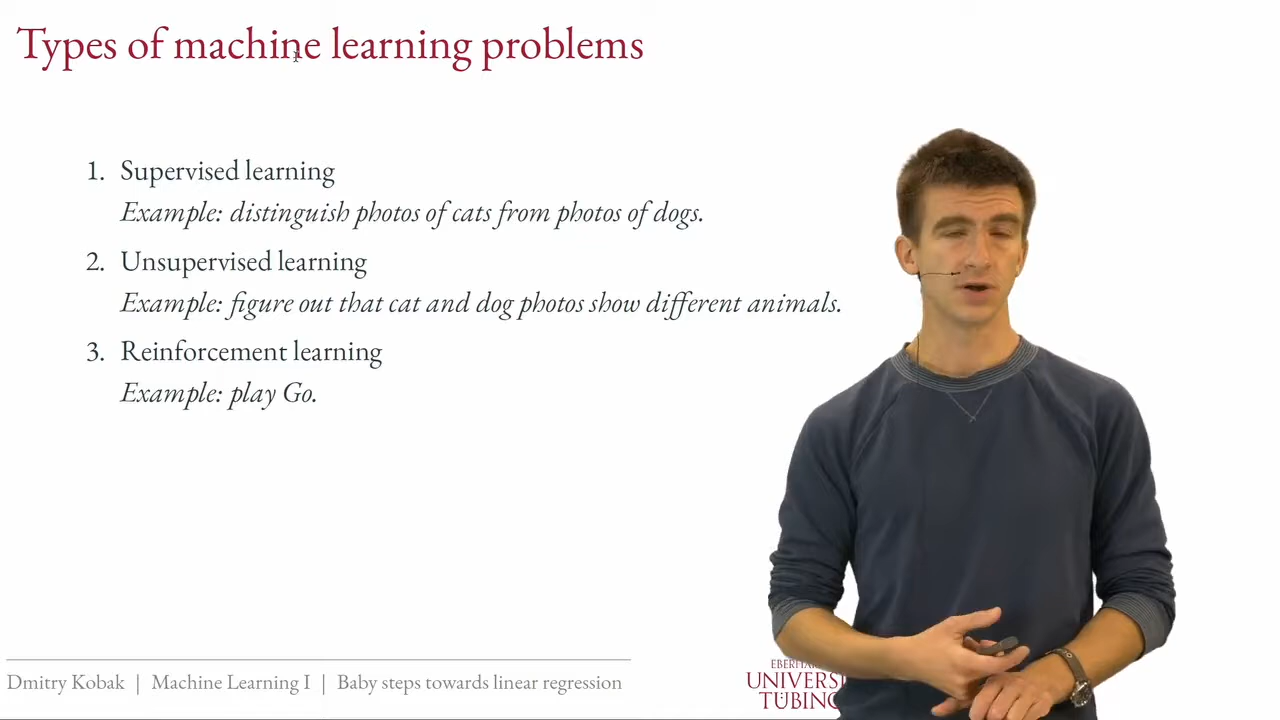 Types of machine learning problems
1. Supervised learning
Example: distinguish photos of cats from photos of dogs.
2. Unsupervised learning
Example: figure out that cat and dog photos show different animals.
3. Reinforcement learning
Example: play Go.
Dmitry Kobak | Machine Learning I | Baby steps towards linear regression